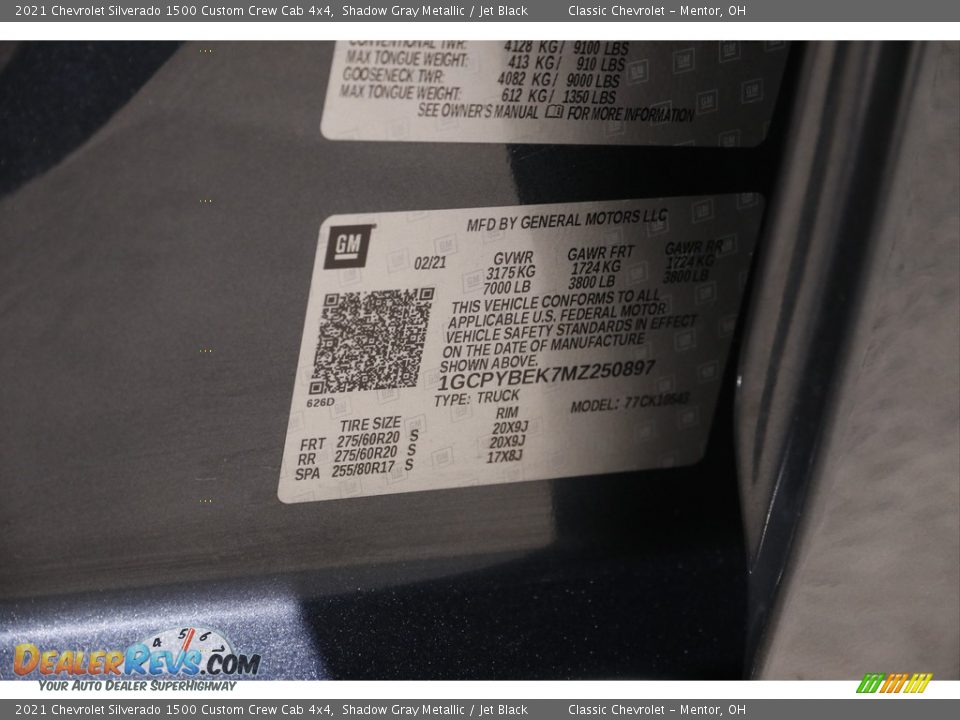 2021 Chevrolet Silverado 1500 Custom Crew Cab 4x4, Shadow Gray Metallic / Jet Black Classic Chevrolet – Mentor, OH
CONVENTIONAL TWR: 4128 KG / 9100 LBS
MAX TONGUE WEIGHT: 413 KG / 910 LBS
GOOSENECK TWR: 4082 KG / 9000 LBS
MAX TONGUE WEIGHT: 612 KG / 1350 LBS
SEE OWNER'S MANUAL FOR MORE INFORMATION
GM
MFD BY GENERAL MOTORS LLC
02/21
GVWR GAWR FRT GAWR RR
3175 KG 1724 KG 1724 KG
7000 LB 3800 LB 3800 LB
THIS VEHICLE CONFORMS TO ALL
APPLICABLE U.S. FEDERAL MOTOR
VEHICLE SAFETY STANDARDS IN EFFECT
ON THE DATE OF MANUFACTURE
SHOWN ABOVE.
1GCPYBEK7MZ250897
626D
TYPE: TRUCK MODEL: 77CK10543
TIRE SIZE RIM
FRT 275/60R20 S 20X9J
RR 275/60R20 S 20X9J
SPA 255/80R17 S 17X8J
4 5 6
DealerRevs.com
Your Auto Dealer SuperHighway
2021 Chevrolet Silverado 1500 Custom Crew Cab 4x4, Shadow Gray Metallic / Jet Black Classic Chevrolet – Mentor, OH